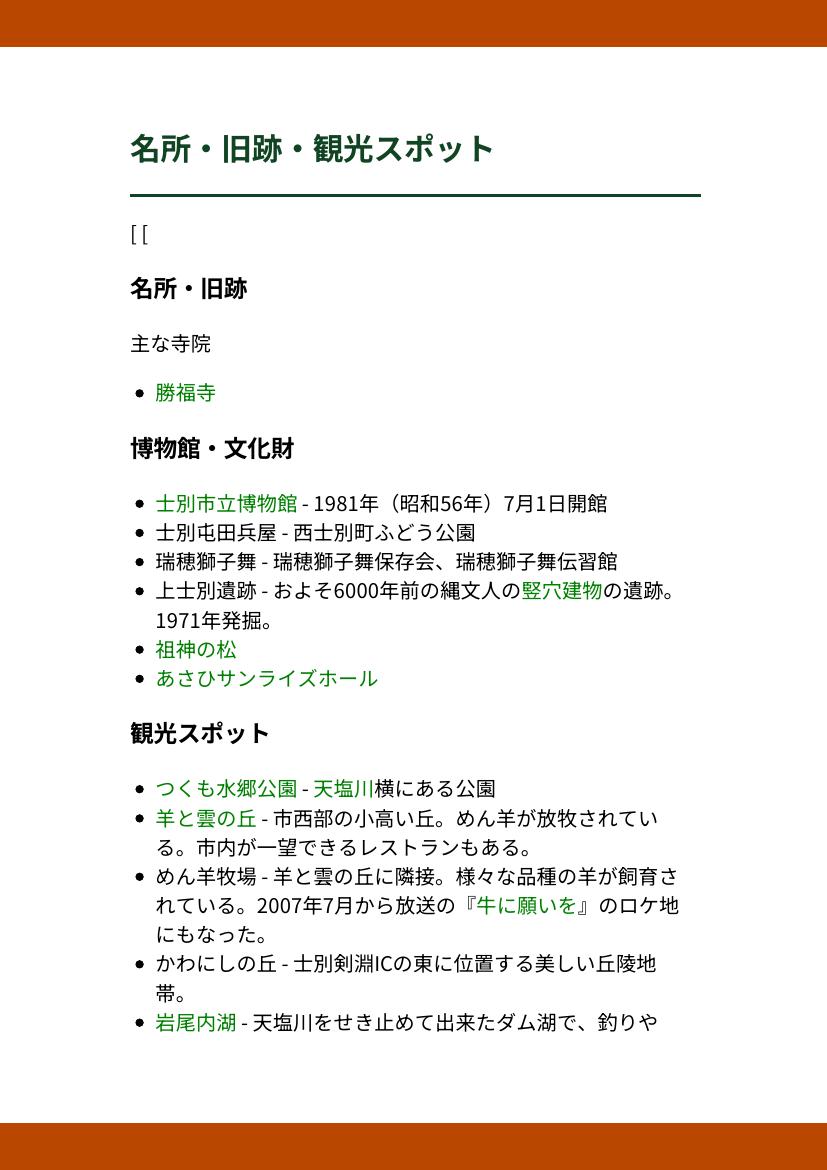 名所・旧跡・観光スポット
[ [
名所・旧跡
主な寺院
• 勝福寺
博物館・文化財
• 士別市立博物館 - 1981年（昭和56年）7月1日開館
• 士別屯田兵屋 - 西士別町ふどう公園
• 瑞穂獅子舞 - 瑞穂獅子舞保存会、瑞穂獅子舞伝習館
• 上士別遺跡 - およそ6000年前の縄文人の竪穴建物の遺跡。
1971年発掘。
• 祖神の松
• あさひサンライズホール
観光スポット
• つくも水郷公園 - 天塩川横にある公園
• 羊と雲の丘 - 市西部の小高い丘。めん羊が放牧されてい
る。市内が一望できるレストランもある。
• めん羊牧場 - 羊と雲の丘に隣接。様々な品種の羊が飼育さ
れている。2007年7月から放送の『牛に願いを』のロケ地
にもなった。
• かわにしの丘 - 士別剣淵ICの東に位置する美しい丘陵地
帯。
• 岩尾内湖 - 天塩川をせき止めて出来たダム湖で、釣りや